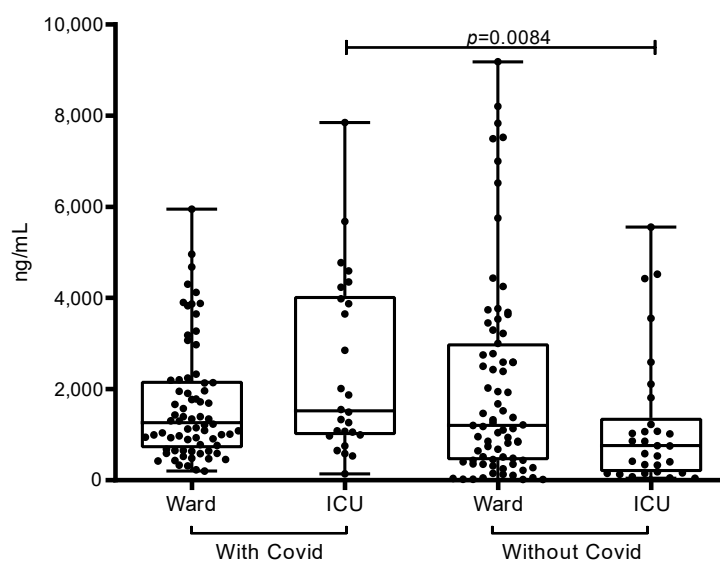 10,000
p=0.0084
8,000
6,000
ng/mL
4,000
2,000
0
Ward ICU Ward ICU
With Covid Without Covid